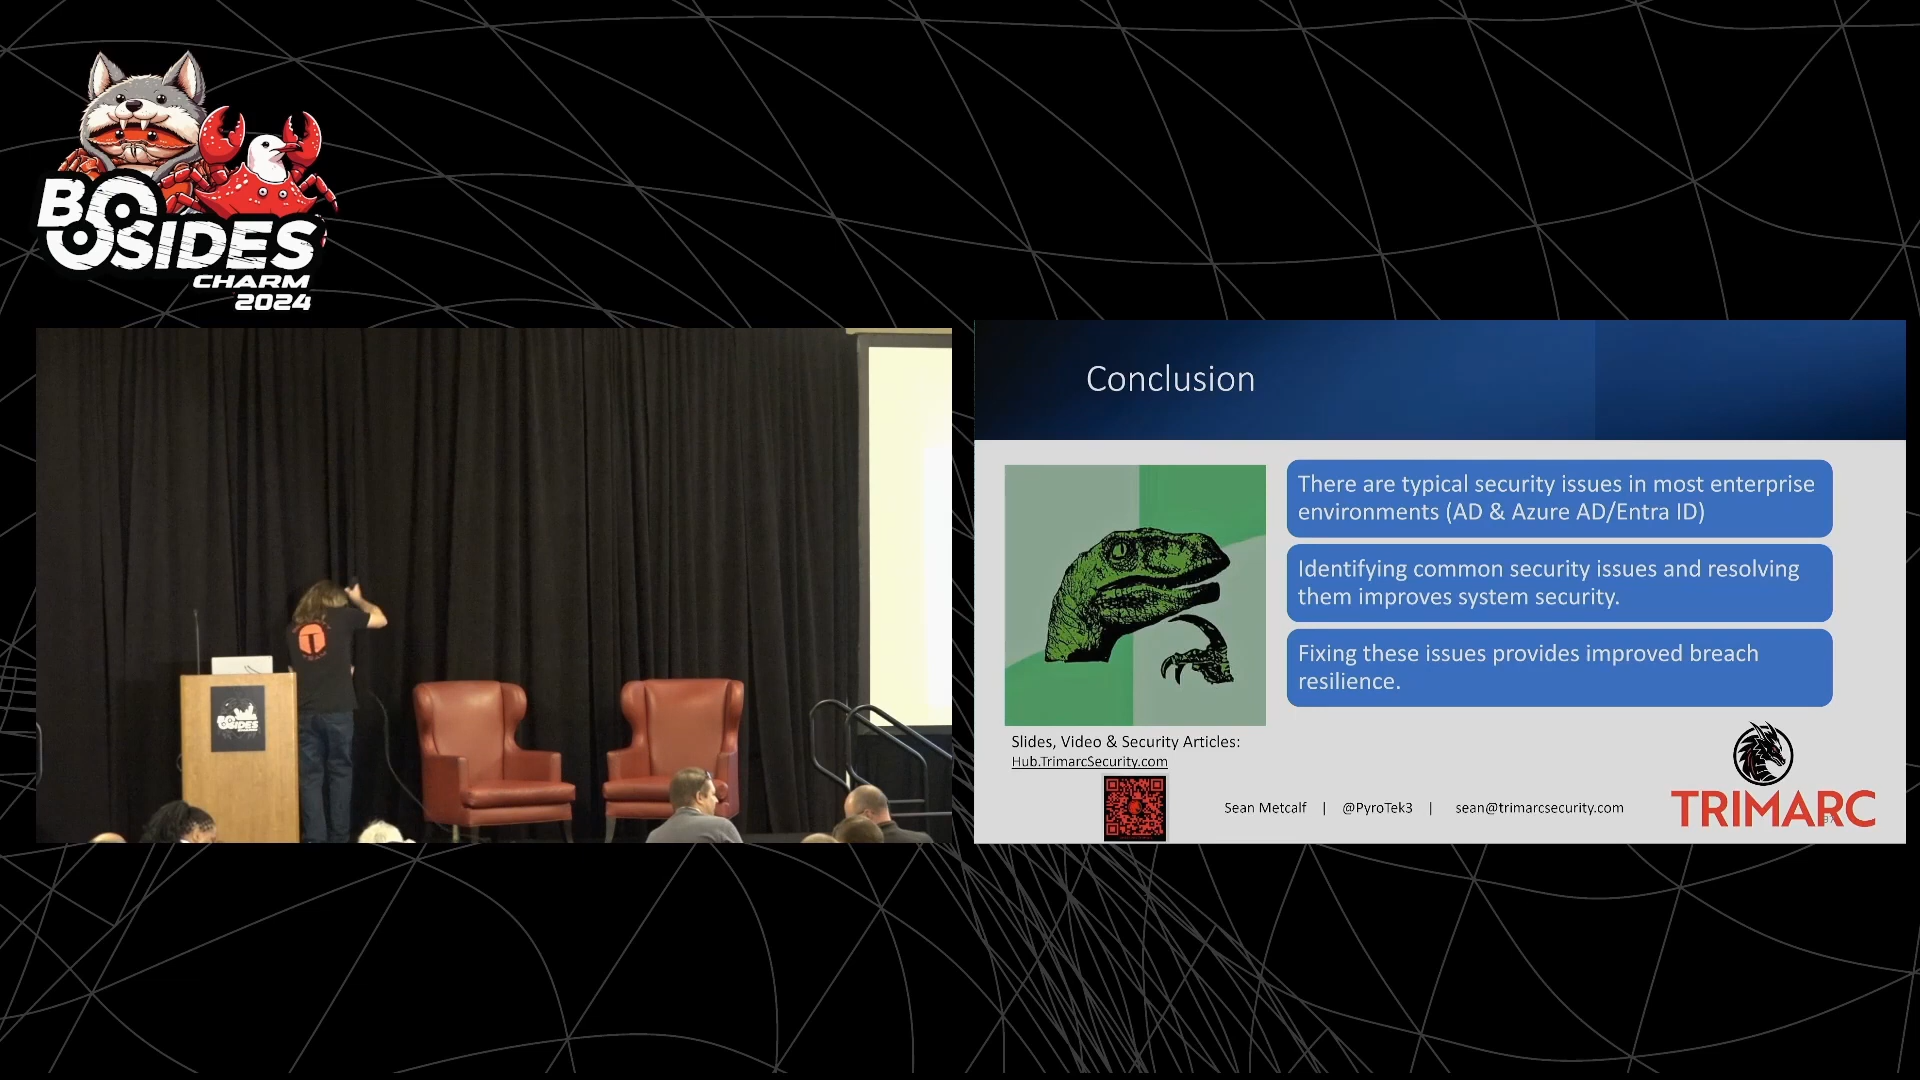 BSIDES
CHARM
2024
T
TEAM
BSIDES
Conclusion
There are typical security issues in most enterprise
environments (AD & Azure AD/Entra ID)
Identifying common security issues and resolving
them improves system security.
Fixing these issues provides improved breach
resilience.
Slides, Video & Security Articles:
Hub.TrimarcSecurity.com
Sean Metcalf | @PyroTek3 | sean@trimarcsecurity.com
TRIMARC